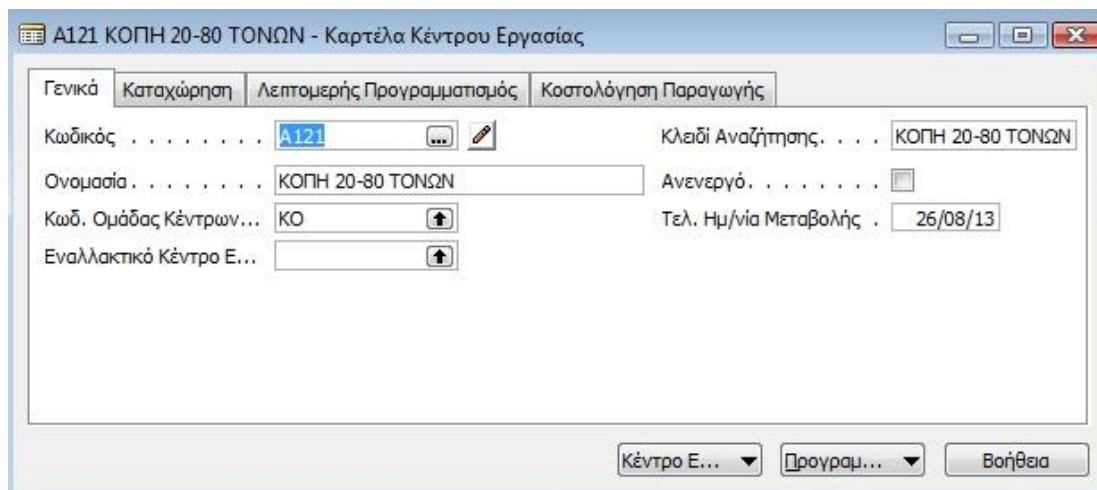 A121 ΚΟΠΗ 20-80 ΤΟΝΩΝ - Καρτέλα Κέντρου Εργασίας
Γενικά Καταχώρηση Λεπτομερής Προγραμματισμός Κοστολόγηση Παραγωγής
Κωδικός . . . . . . . . A121 ... Κλειδί Αναζήτησης. . . . ΚΟΠΗ 20-80 ΤΟΝΩΝ
Ονομασία. . . . . . . . ΚΟΠΗ 20-80 ΤΟΝΩΝ Ανενεργό. . . . . . . .
Κωδ. Ομάδας Κέντρων... ΚΟ Τελ. Ημ/νία Μεταβολής . 26/08/13
Εναλλακτικό Κέντρο Ε...
Κέντρο Ε... Προγραμ... Βοήθεια